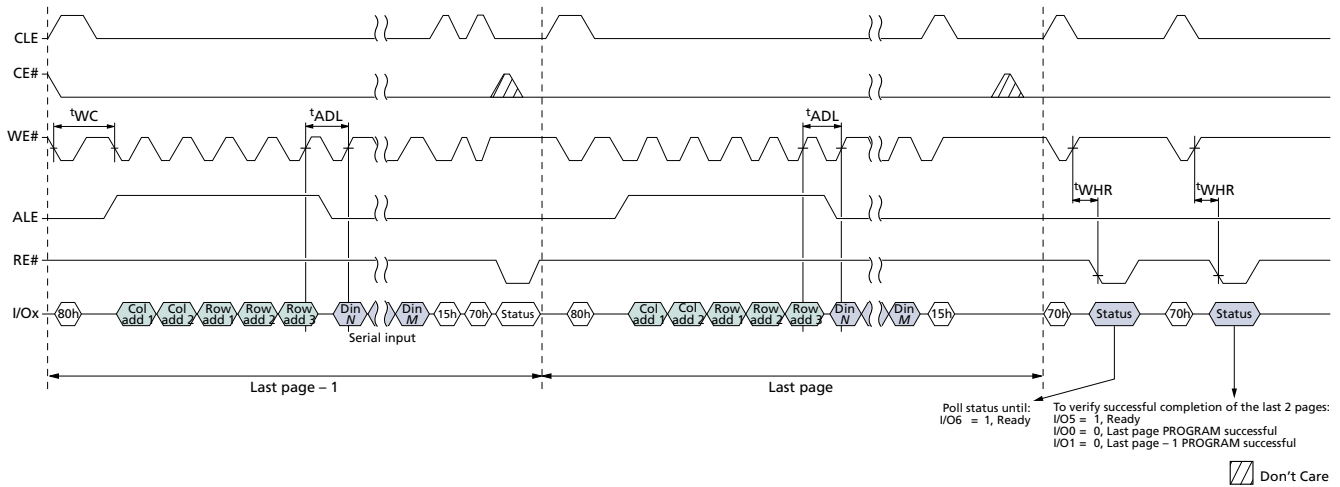 CLE
CE#
tWC
tADL
tADL
WE#
tWHR
tWHR
ALE
RE#
I/Ox
80h
Col add 1
Col add 2
Row add 1
Row add 2
Row add 3
Din N
Din M
15h
70h
Status
80h
Col add 1
Col add 2
Row add 1
Row add 2
Row add 3
Din N
Din M
15h
70h
Status
70h
Status
Serial input
Last page – 1
Last page
Poll status until:
I/O6 = 1, Ready
To verify successful completion of the last 2 pages:
I/O5 = 1, Ready
I/O0 = 0, Last page PROGRAM successful
I/O1 = 0, Last page – 1 PROGRAM successful
Don't Care